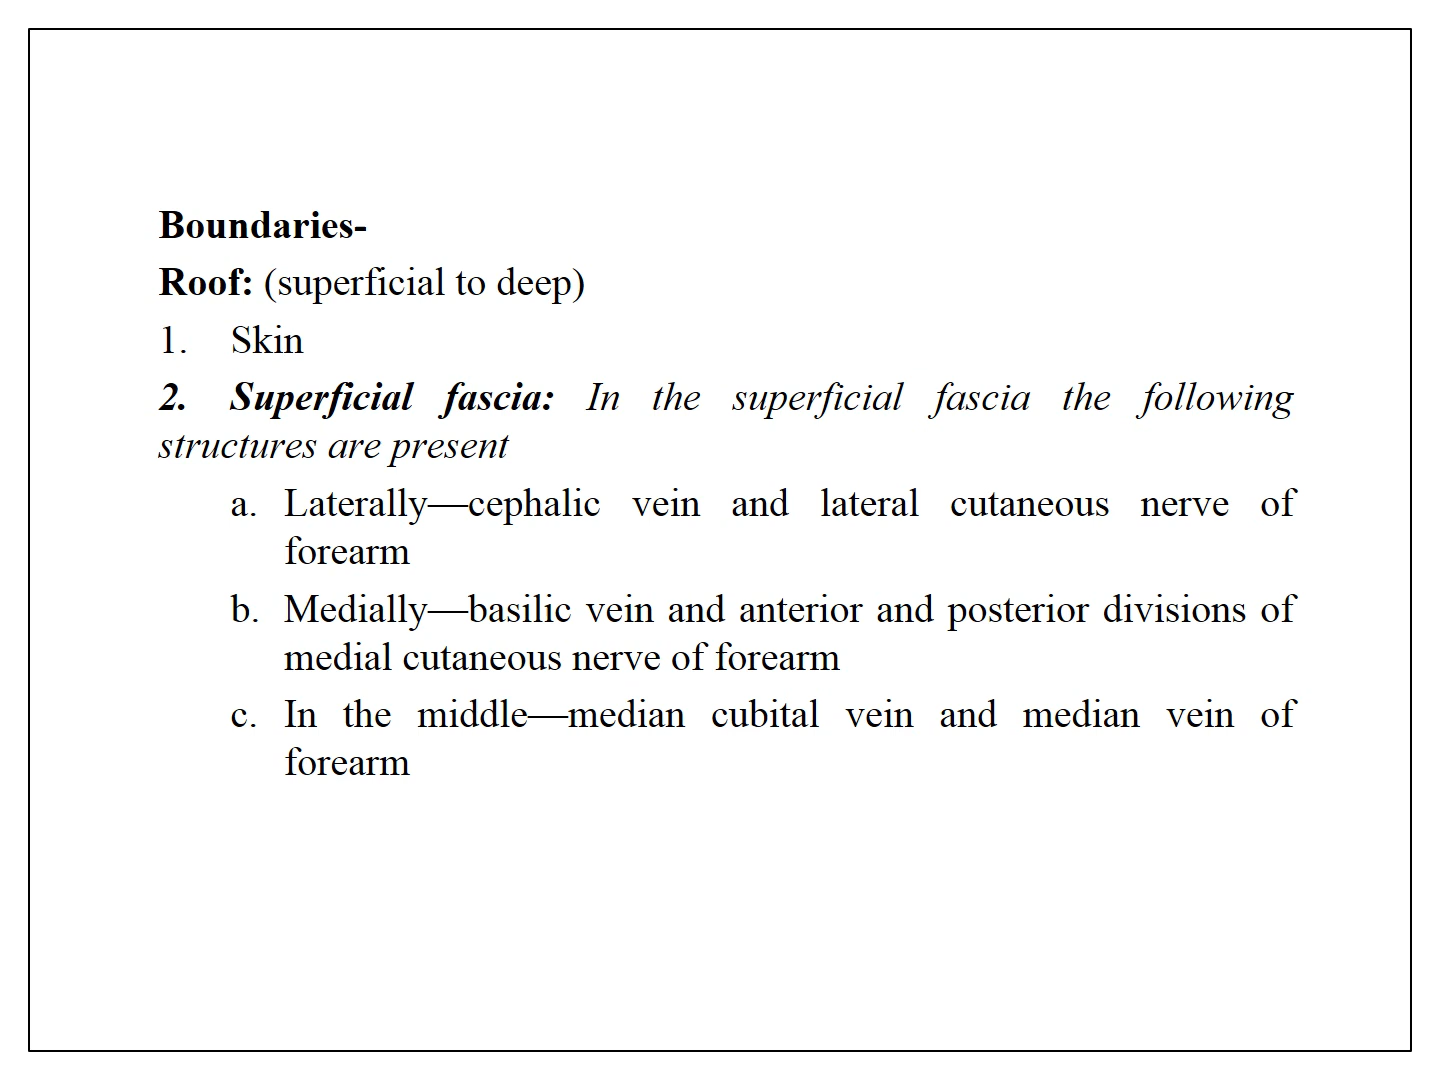 Boundaries-
Roof: (superficial to deep)
1. Skin
2. Superficial fascia: In the superficial fascia the following
structures are present
a. Laterally—cephalic vein and lateral cutaneous nerve of
forearm
b. Medially—basilic vein and anterior and posterior divisions of
medial cutaneous nerve of forearm
c. In the middle—median cubital vein and median vein of
forearm